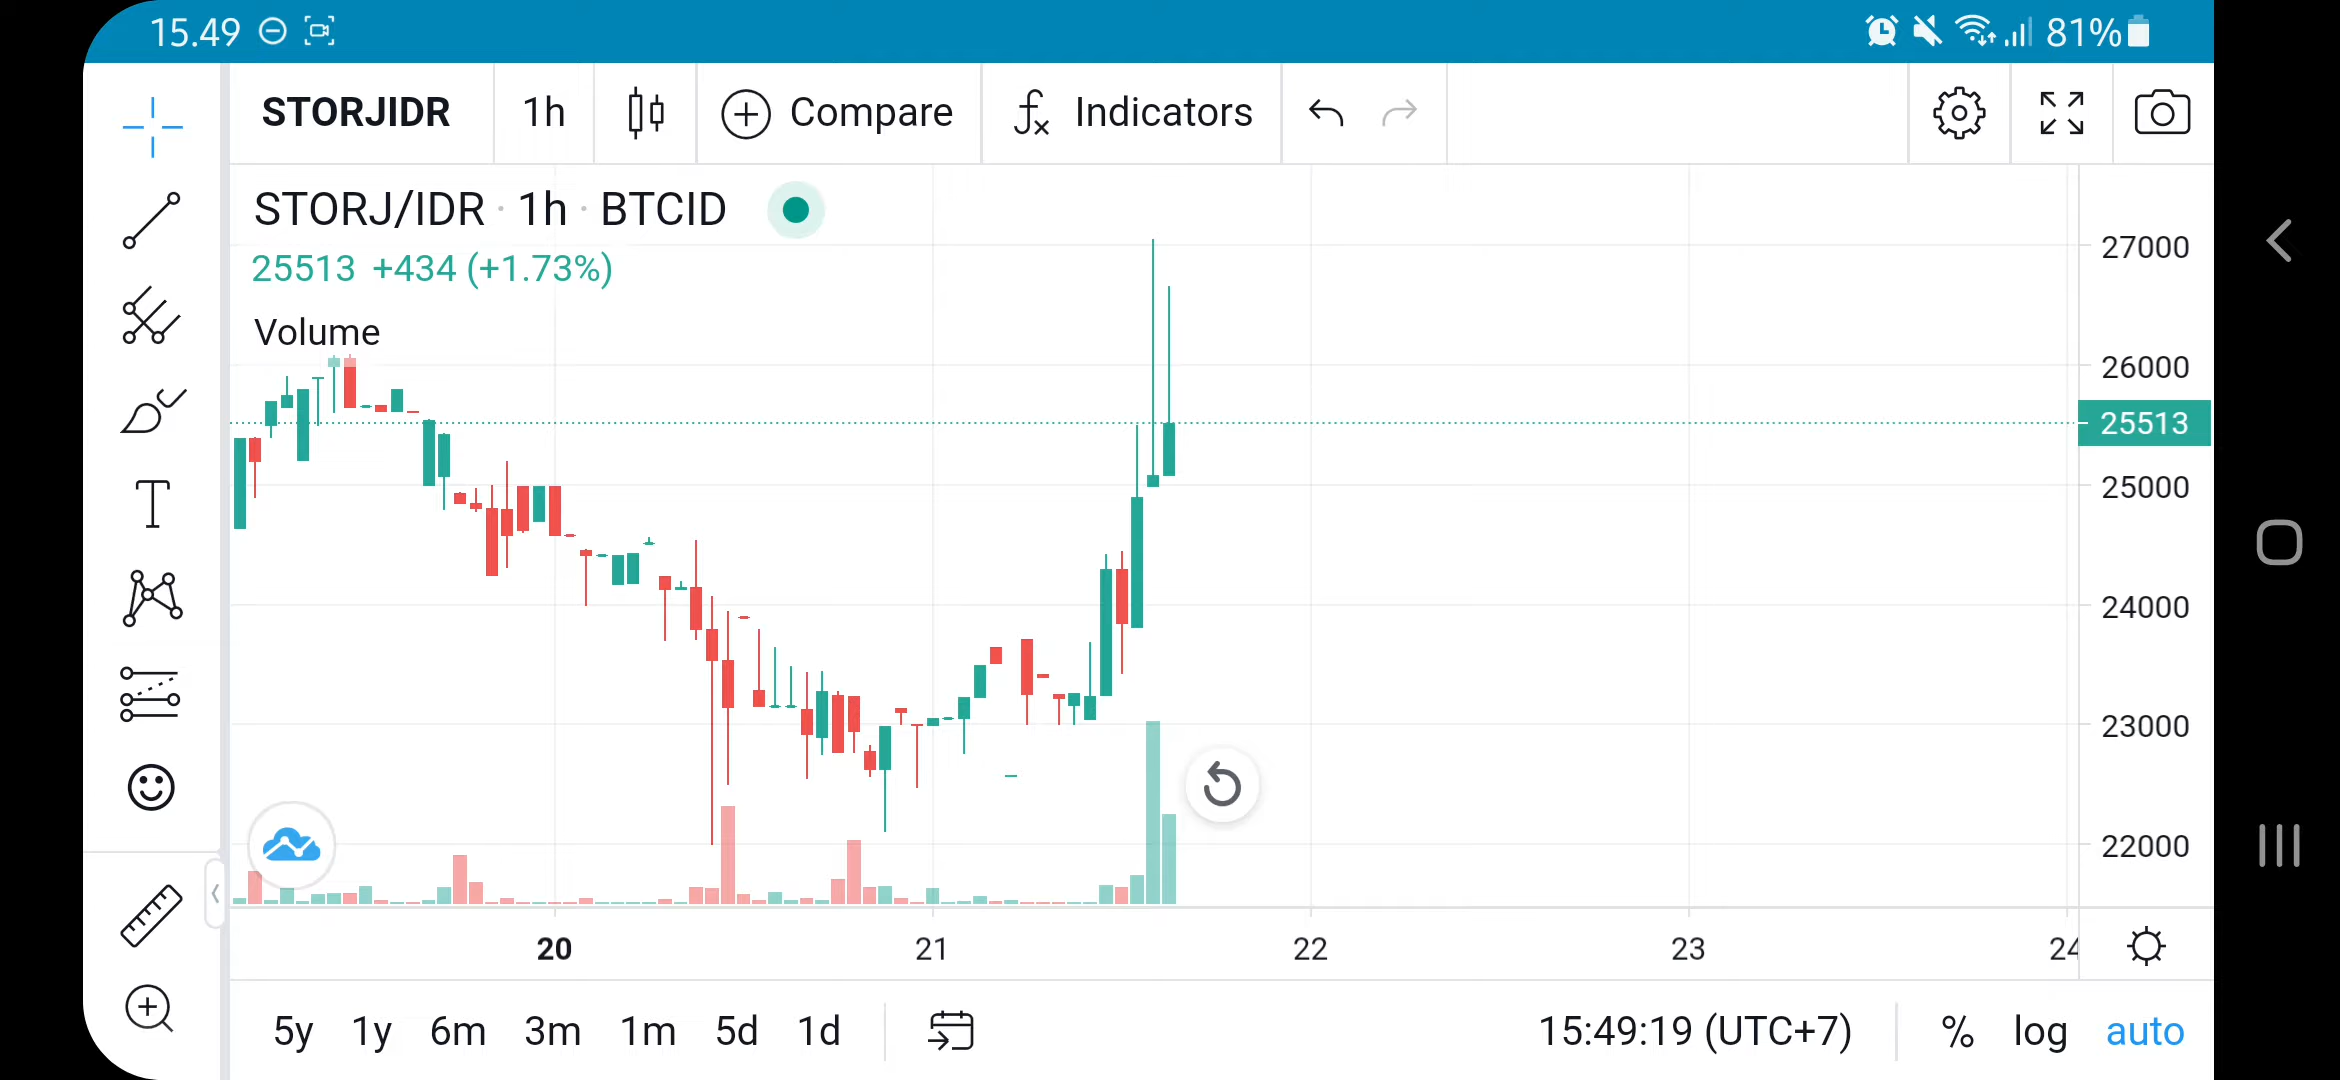 15.49 81%
STORJIDR 1h Compare Indicators
STORJ/IDR · 1h · BTCID
25513 +434 (+1.73%)
Volume
27000
26000
25513
25000
24000
23000
22000
20 21 22 23 24
5y 1y 6m 3m 1m 5d 1d 15:49:19 (UTC+7) % log auto